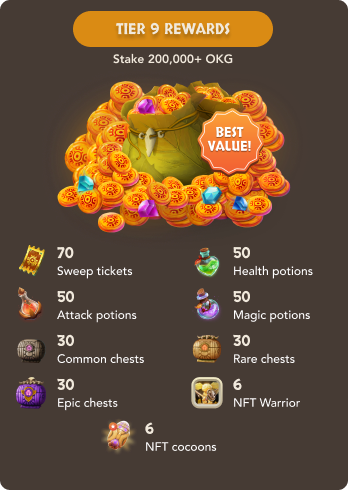 TIER 9 REWARDS
Stake 200,000+ OKG
BEST
VALUE!
70
Sweep tickets
50
Health potions
50
Attack potions
50
Magic potions
30
Common chests
30
Rare chests
30
Epic chests
6
NFT Warrior
6
NFT cocoons